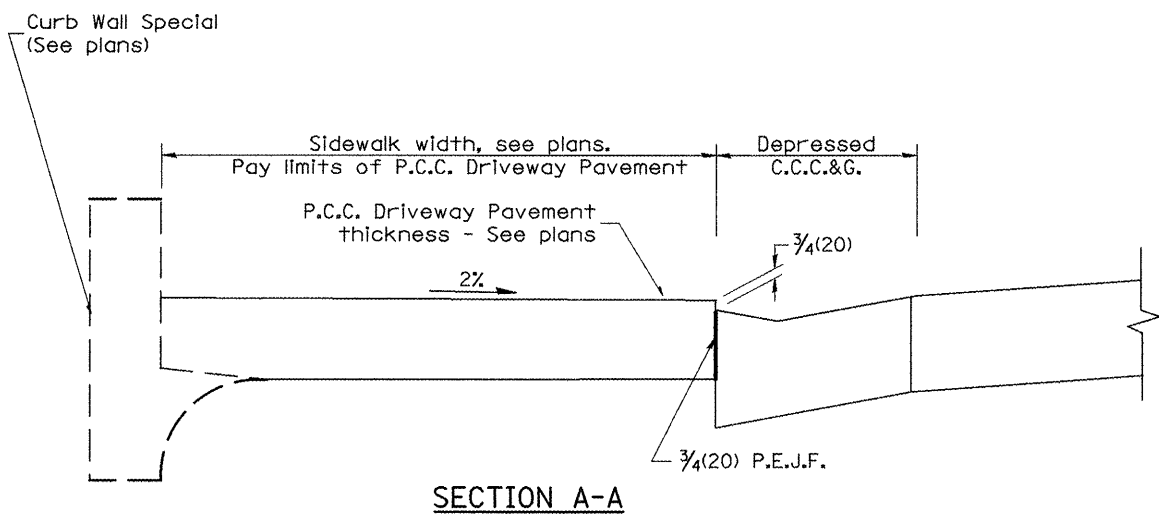 Curb Wall Special
(See plans)
Sidewalk width, see plans.
Pay limits of P.C.C. Driveway Pavement
Depressed
C.C.C.&G.
P.C.C. Driveway Pavement
thickness - See plans
¾(20)
2%
¾(20) P.E.J.F.
SECTION A-A